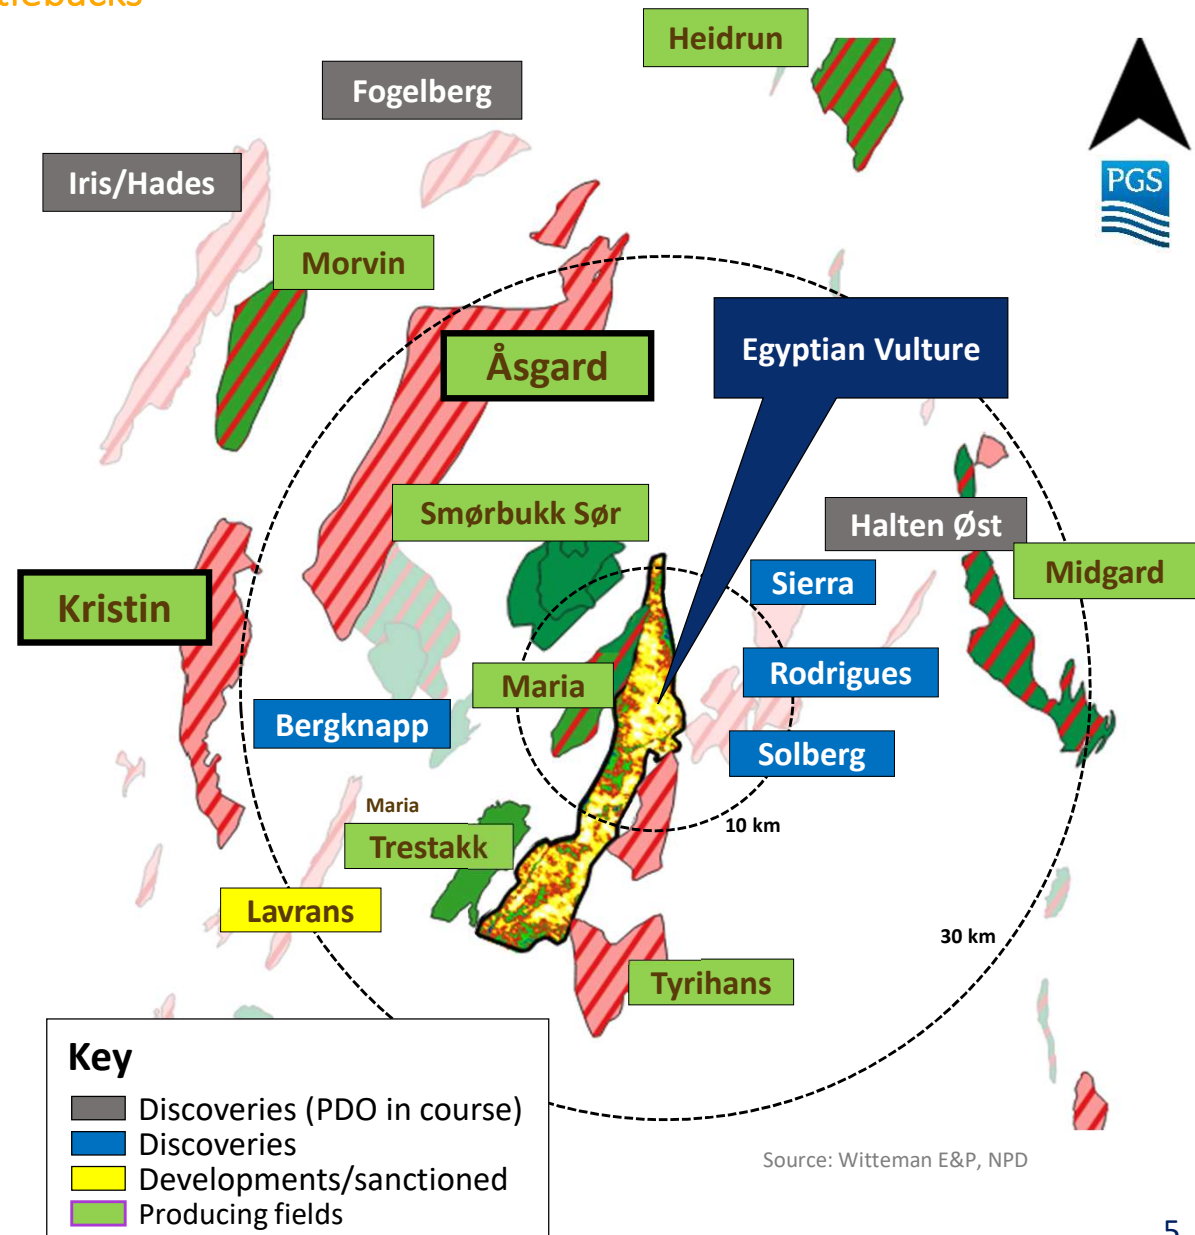 tiebacks
Heidrun
Fogelberg
PGS
Iris/Hades
Morvin
Egyptian Vulture
Åsgard
Smørbukk Sør
Halten Øst
Midgard
Sierra
Kristin
Rodrigues
Maria
Bergknapp
Solberg
Maria
10 km
Trestakk
Lavrans
30 km
Tyrihans
Key
Discoveries (PDO in course)
Discoveries
Developments/sanctioned
Producing fields
Source: Witteman E&P, NPD
5